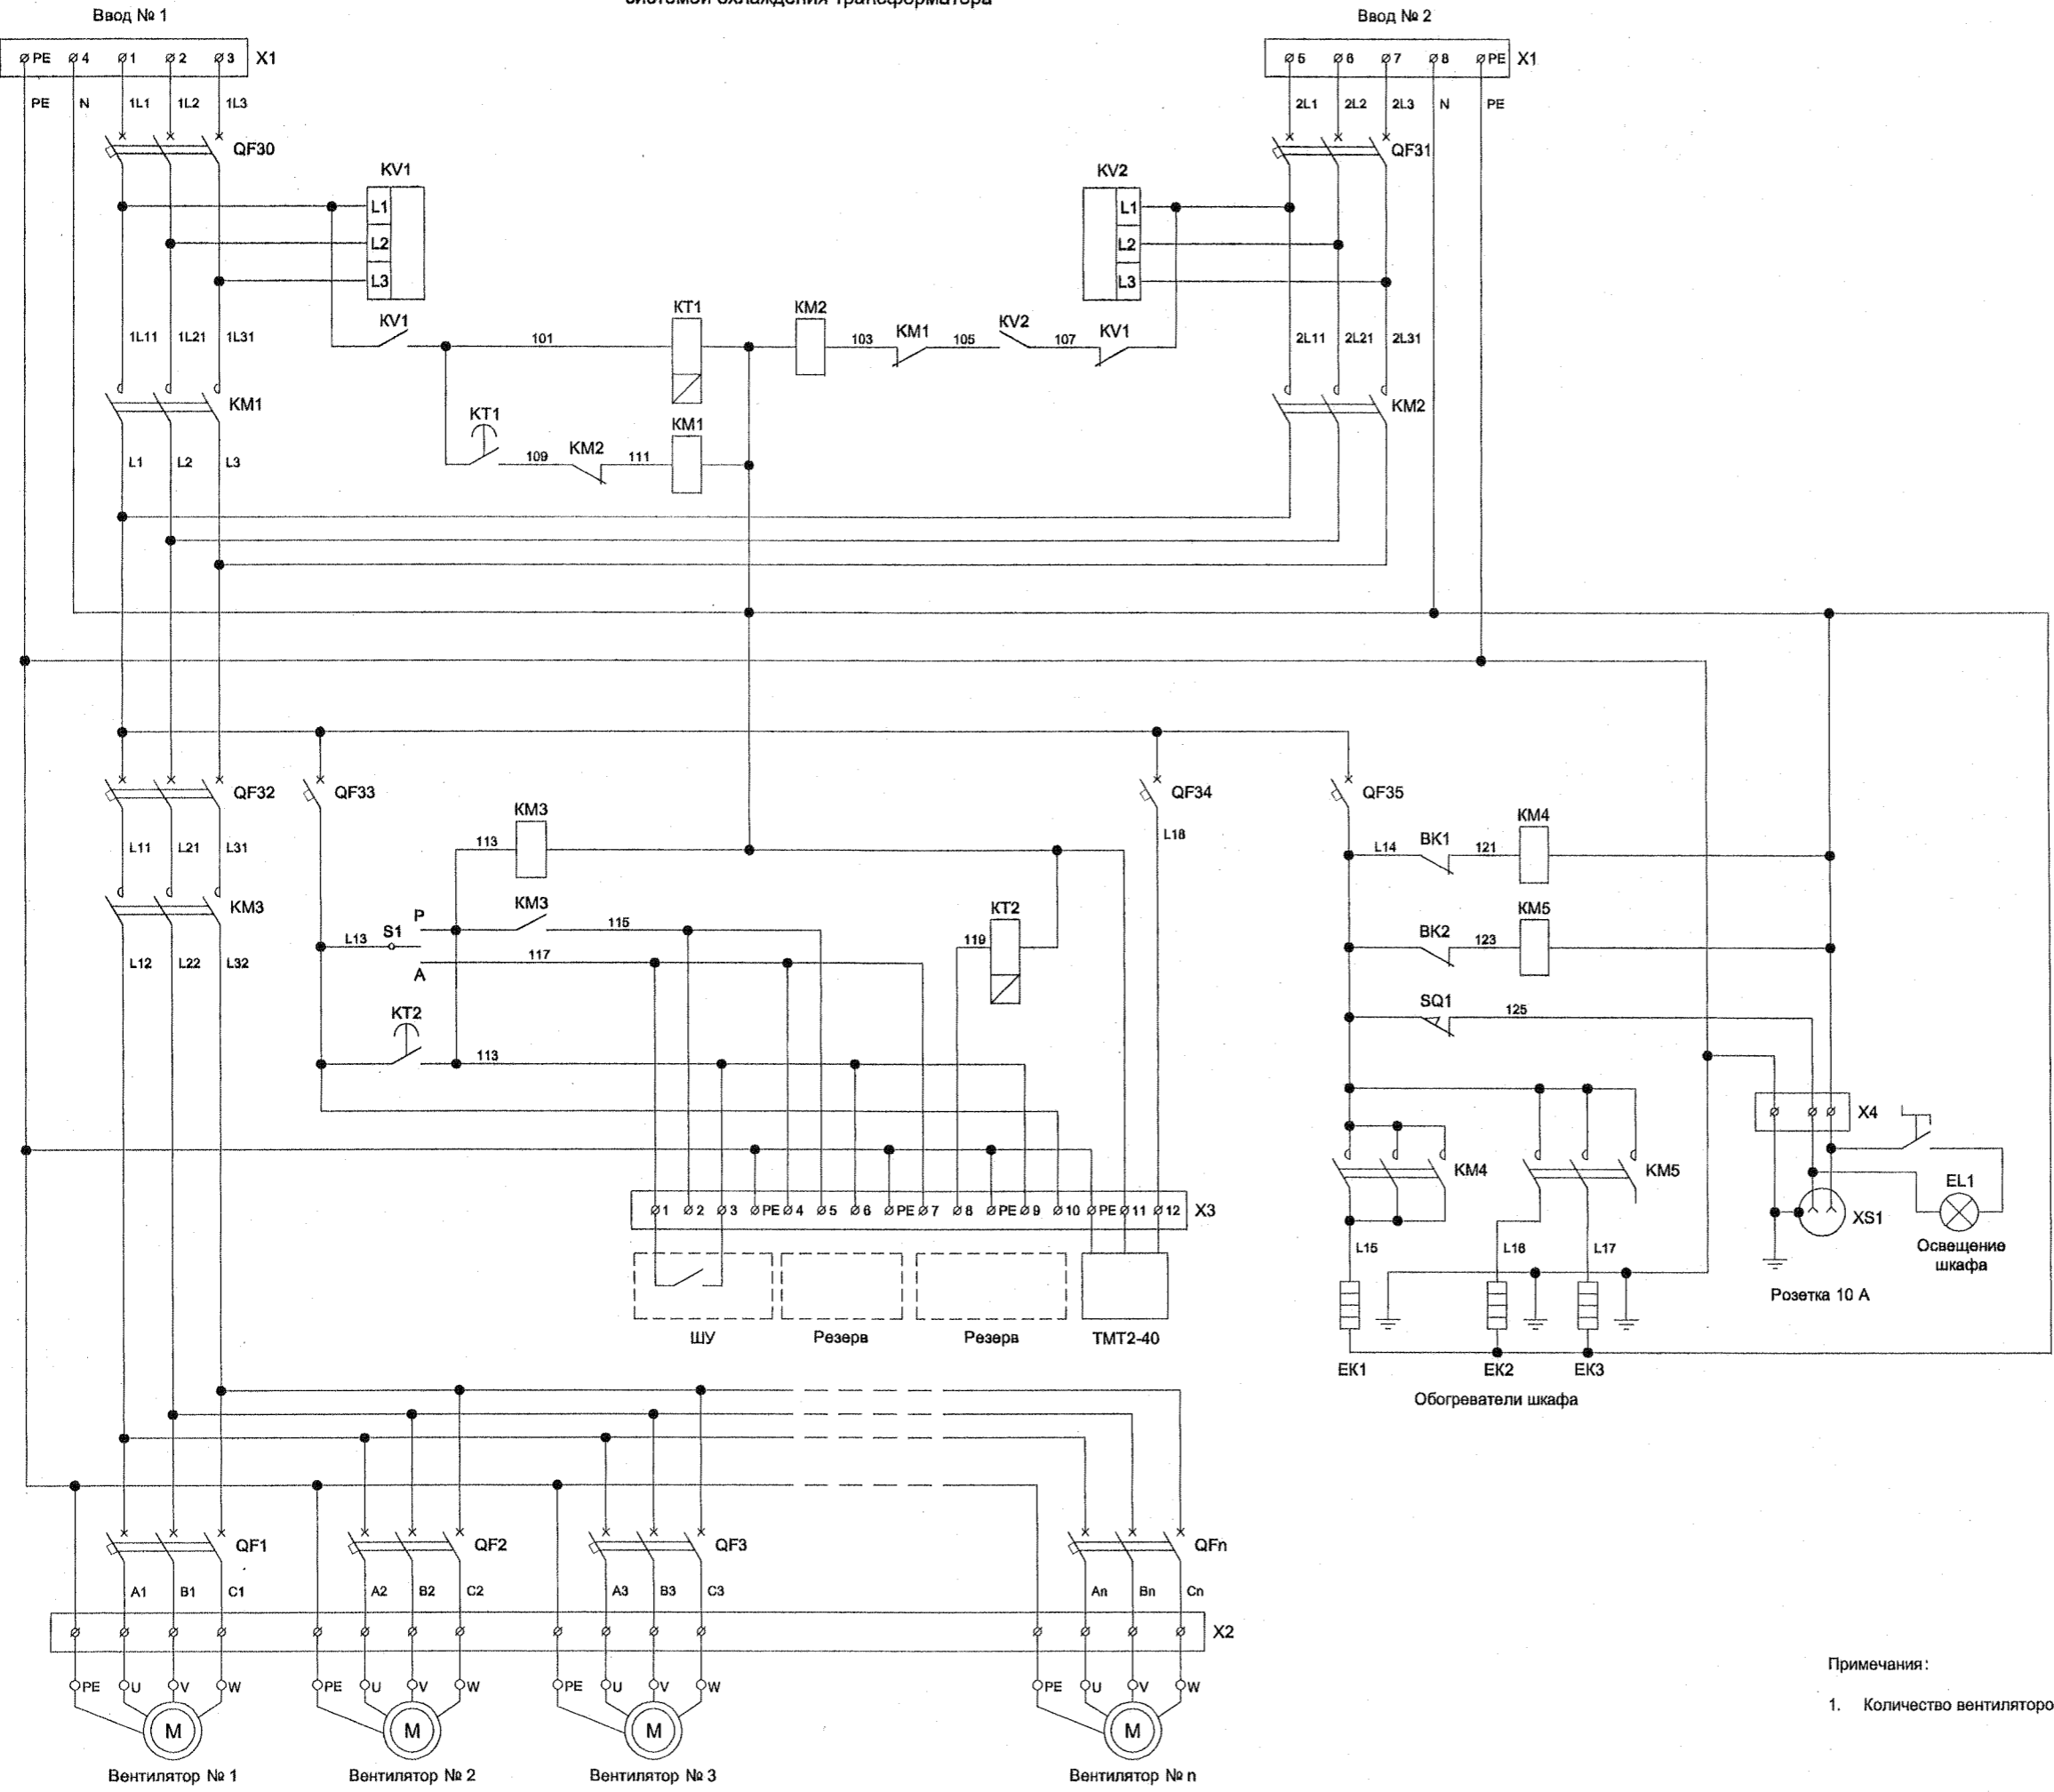 системой охлаждения трансформатора
Ввод № 1
Ввод № 2
PE 4 1 2 3 X1
5 6 7 8 PE X1
PE N 1L1 1L2 1L3
2L1 2L2 2L3 N PE
QF30
QF31
KV1
KV2
L1
L2
L3
L1
L2
L3
1L11 1L21 1L31
KV1
101
KT1
KM2
103
KM1
105
KV2
107
KV1
2L11 2L21 2L31
KM1
KM2
KT1
109
KM2
111
KM1
L1 L2 L3
QF32
QF33
QF34
QF35
L11 L21 L31
113
KM3
L18
L14
BK1
121
KM4
KM3
L12 L22 L32
L13
S1
P
A
KM3
115
117
119
KT2
BK2
123
KM5
SQ1
125
KT2
113
X4
KM4
KM5
1 2 3 PE 4 5 6 PE 7 8 PE 9 10 PE 11 12 X3
L15 L16 L17
XS1
EL1
Освещение
шкафа
Розетка 10 А
ШУ
Резерв
Резерв
ТМТ2-40
EK1
EK2
EK3
Обогреватели шкафа
QF1
QF2
QF3
QFn
A1 B1 C1
A2 B2 C2
A3 B3 C3
An Bn Cn
X2
PE U V W
PE U V W
PE U V W
PE U V W
M
M
M
M
Вентилятор № 1
Вентилятор № 2
Вентилятор № 3
Вентилятор № n
Примечания:
1. Количество вентиляторо